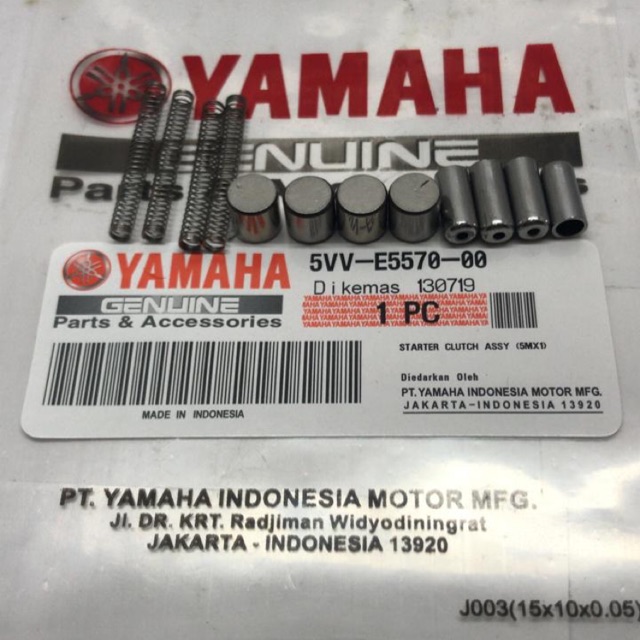 YAMAHA
GENUINE
YAMAHA
GENUINE
Parts & Accessories
5VV-E5570-00
Dikemas 130719
1 PC
STARTER CLUTCH ASSY (5MX1)
Diedarkan Oleh
PT. YAMAHA INDONESIA MOTOR MFG.
JAKARTA-INDONESIA 13920
MADE IN INDONESIA
PT. YAMAHA INDONESIA MOTOR MFG.
Jl. DR. KRT. Radjiman Widyodiningrat
JAKARTA - INDONESIA 13920
J003(15x10x0.05)